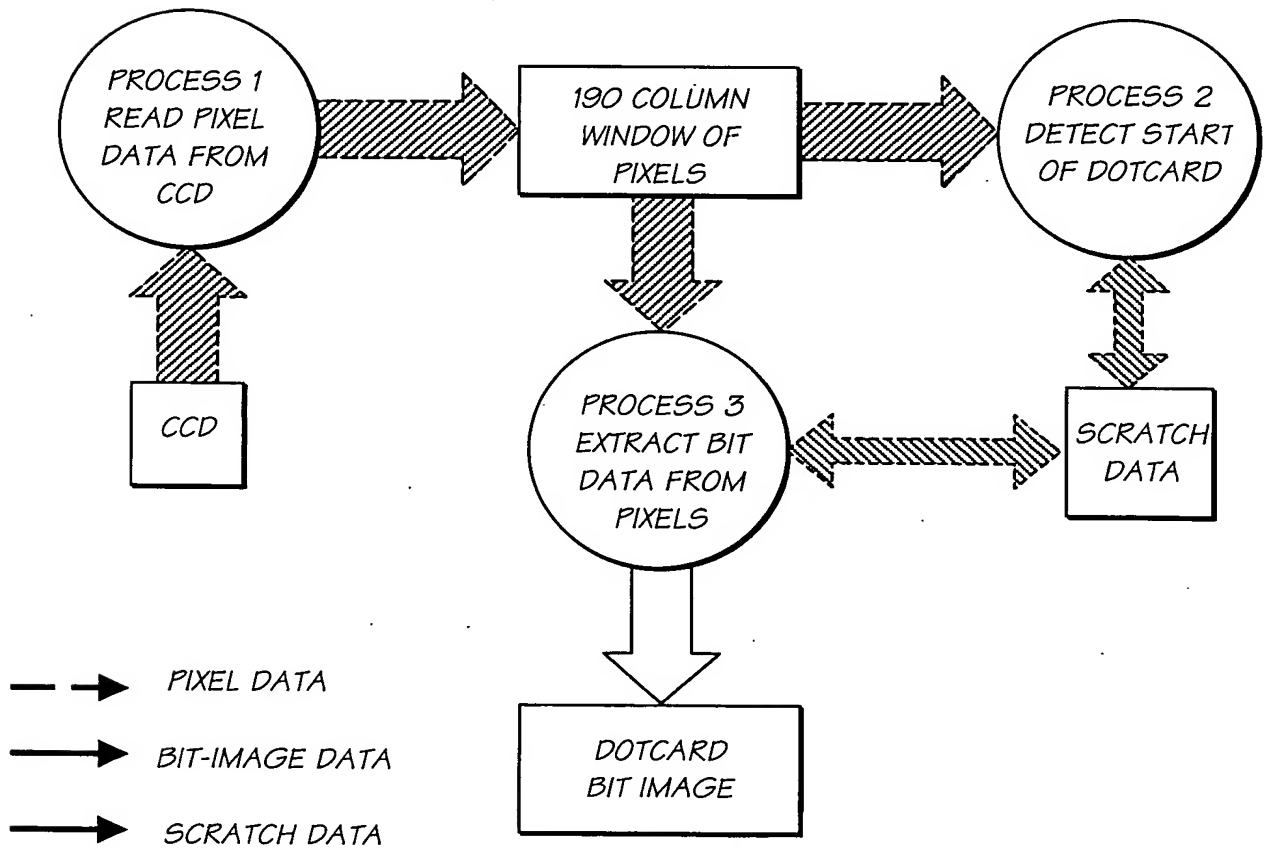 PROCESS 1
READ PIXEL
DATA FROM
CCD
190 COLUMN
WINDOW OF
PIXELS
PROCESS 2
DETECT START
OF DOTCARD
CCD
PROCESS 3
EXTRACT BIT
DATA FROM
PIXELS
SCRATCH
DATA
DOTCARD
BIT IMAGE
PIXEL DATA
BIT-IMAGE DATA
SCRATCH DATA